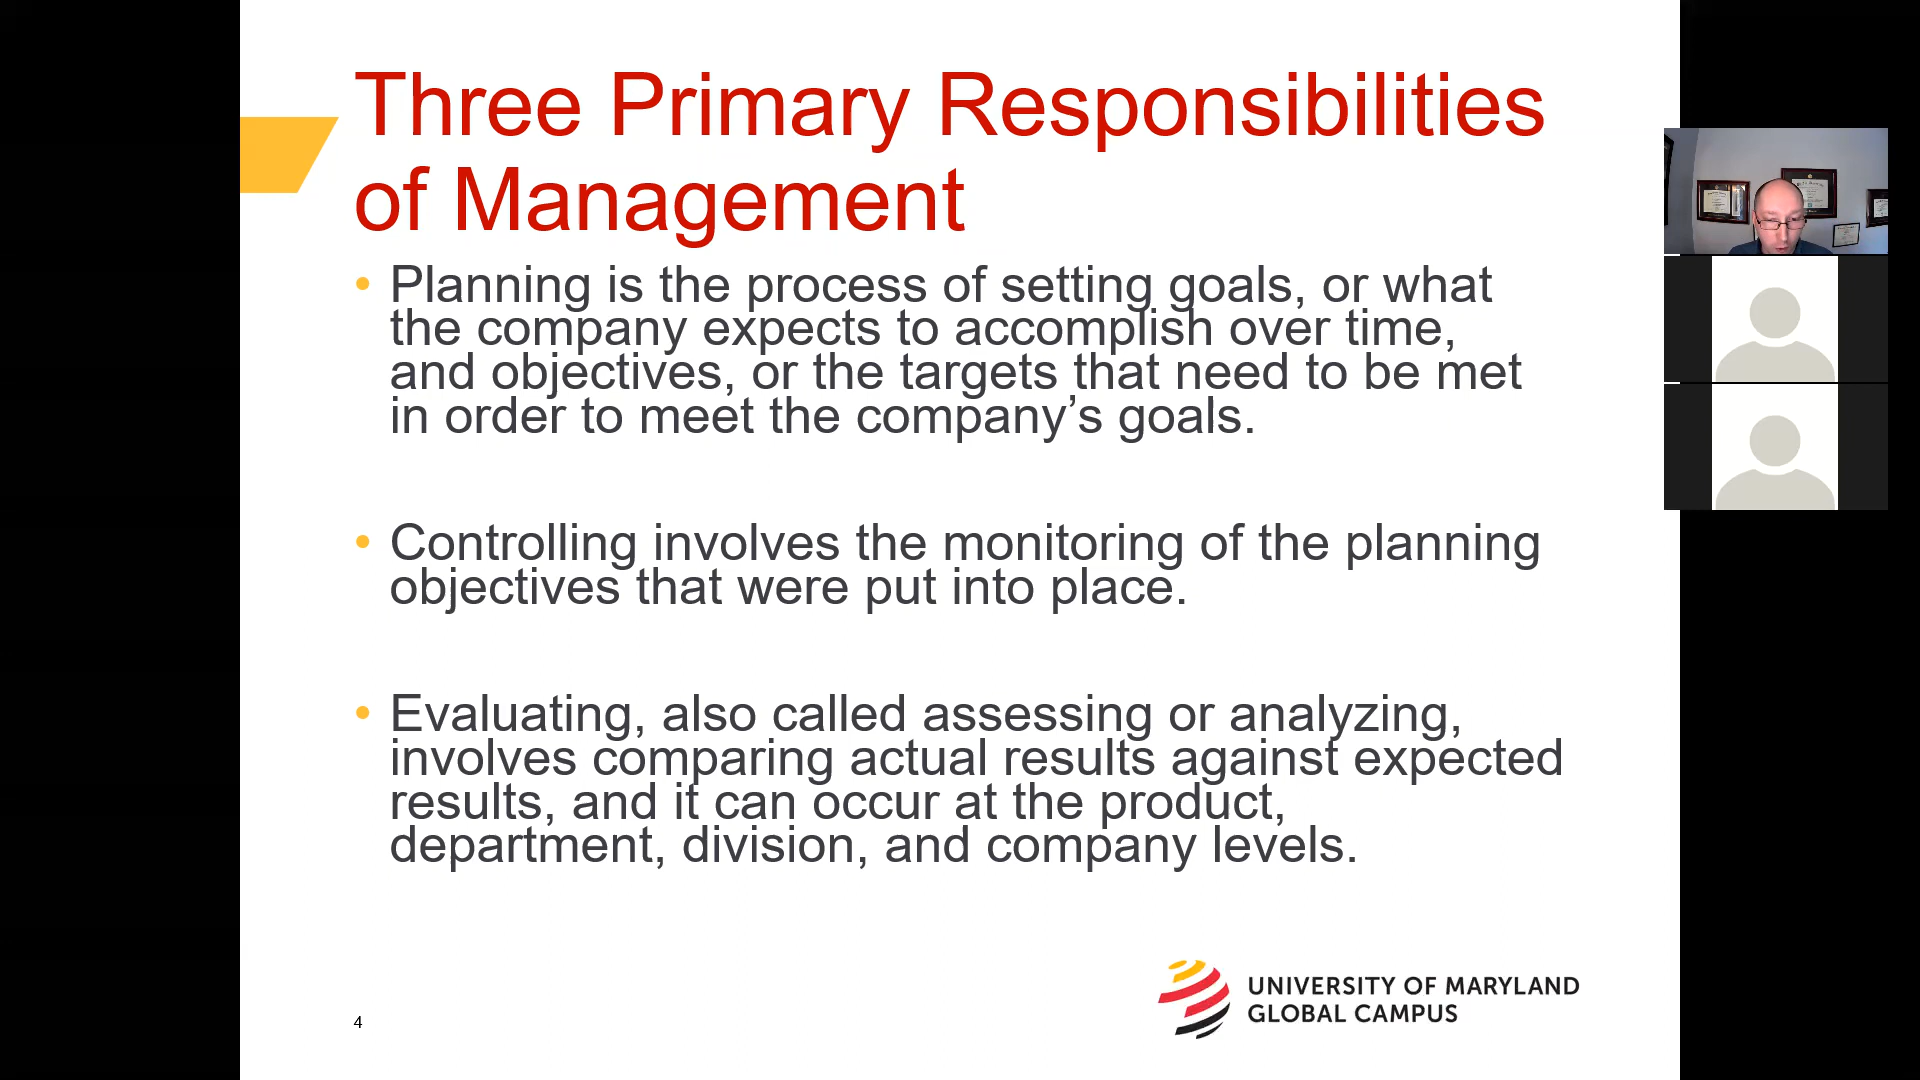 Three Primary Responsibilities
of Management
• Planning is the process of setting goals, or what
the company expects to accomplish over time,
and objectives, or the targets that need to be met
in order to meet the company’s goals.
• Controlling involves the monitoring of the planning
objectives that were put into place.
• Evaluating, also called assessing or analyzing,
involves comparing actual results against expected
results, and it can occur at the product,
department, division, and company levels.
4
UNIVERSITY OF MARYLAND
GLOBAL CAMPUS